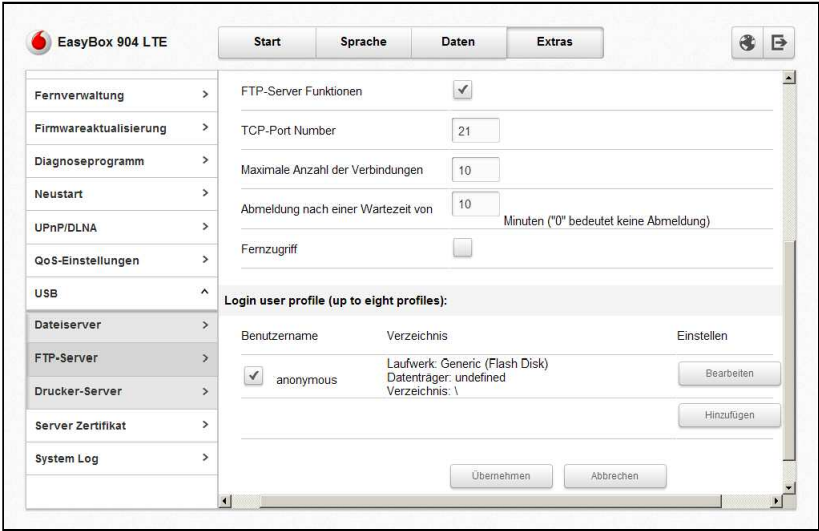 EasyBox 904 LTE
Start
Sprache
Daten
Extras
Fernverwaltung
Firmwareaktualisierung
Diagnoseprogramm
Neustart
UPnP/DLNA
QoS-Einstellungen
USB
Dateiserver
FTP-Server
Drucker-Server
Server Zertifikat
System Log
FTP-Server Funktionen
TCP-Port Number 21
Maximale Anzahl der Verbindungen 10
Abmeldung nach einer Wartezeit von 10 Minuten ("0" bedeutet keine Abmeldung)
Fernzugriff
Login user profile (up to eight profiles):
Benutzername Verzeichnis Einstellen
anonymous
Laufwerk: Generic (Flash Disk)
Datenträger: undefined
Verzeichnis: \
Bearbeiten
Hinzufügen
Übernehmen
Abbrechen